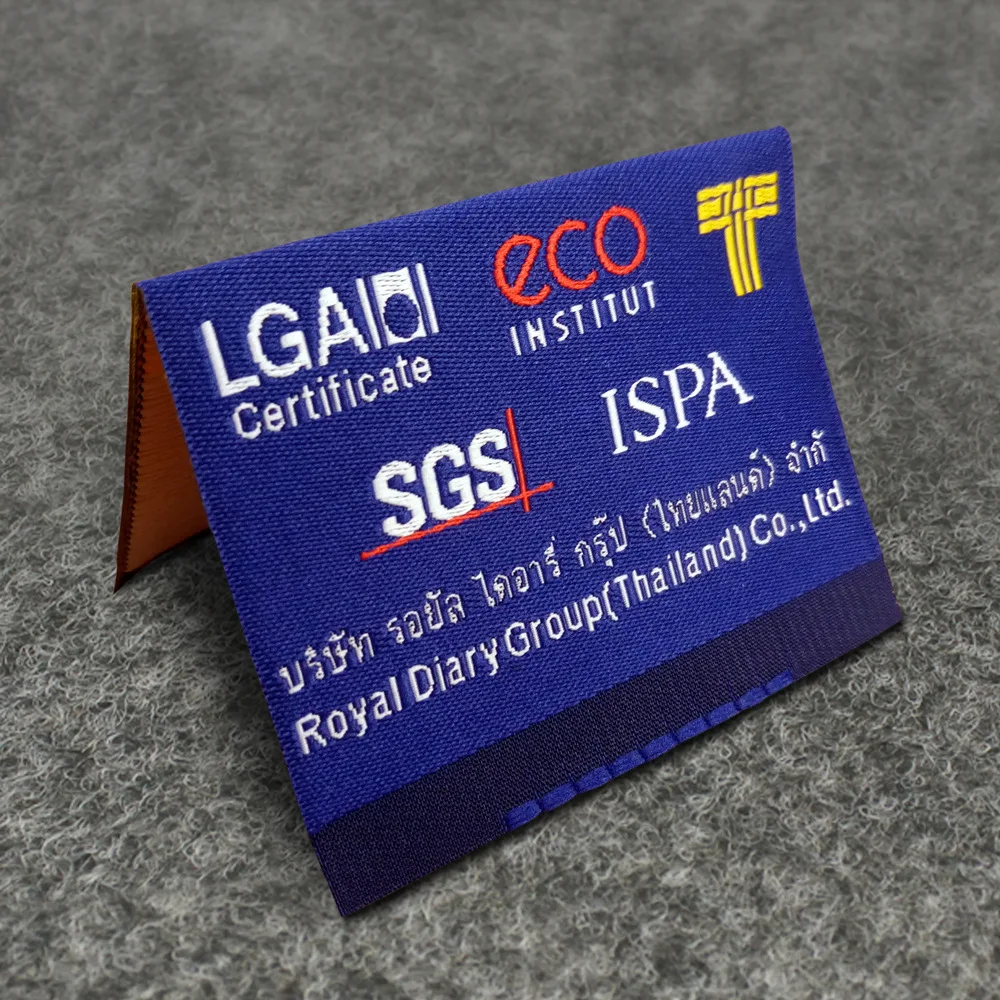 LGA
Certificate
eco
INSTITUT
T
SGS
ISPA
บริษัท รอยัล ไดอารี่ กรุ๊ป (ไทยแลนด์) จำกั
Royal Diary Group(Thailand)Co.,Ltd.